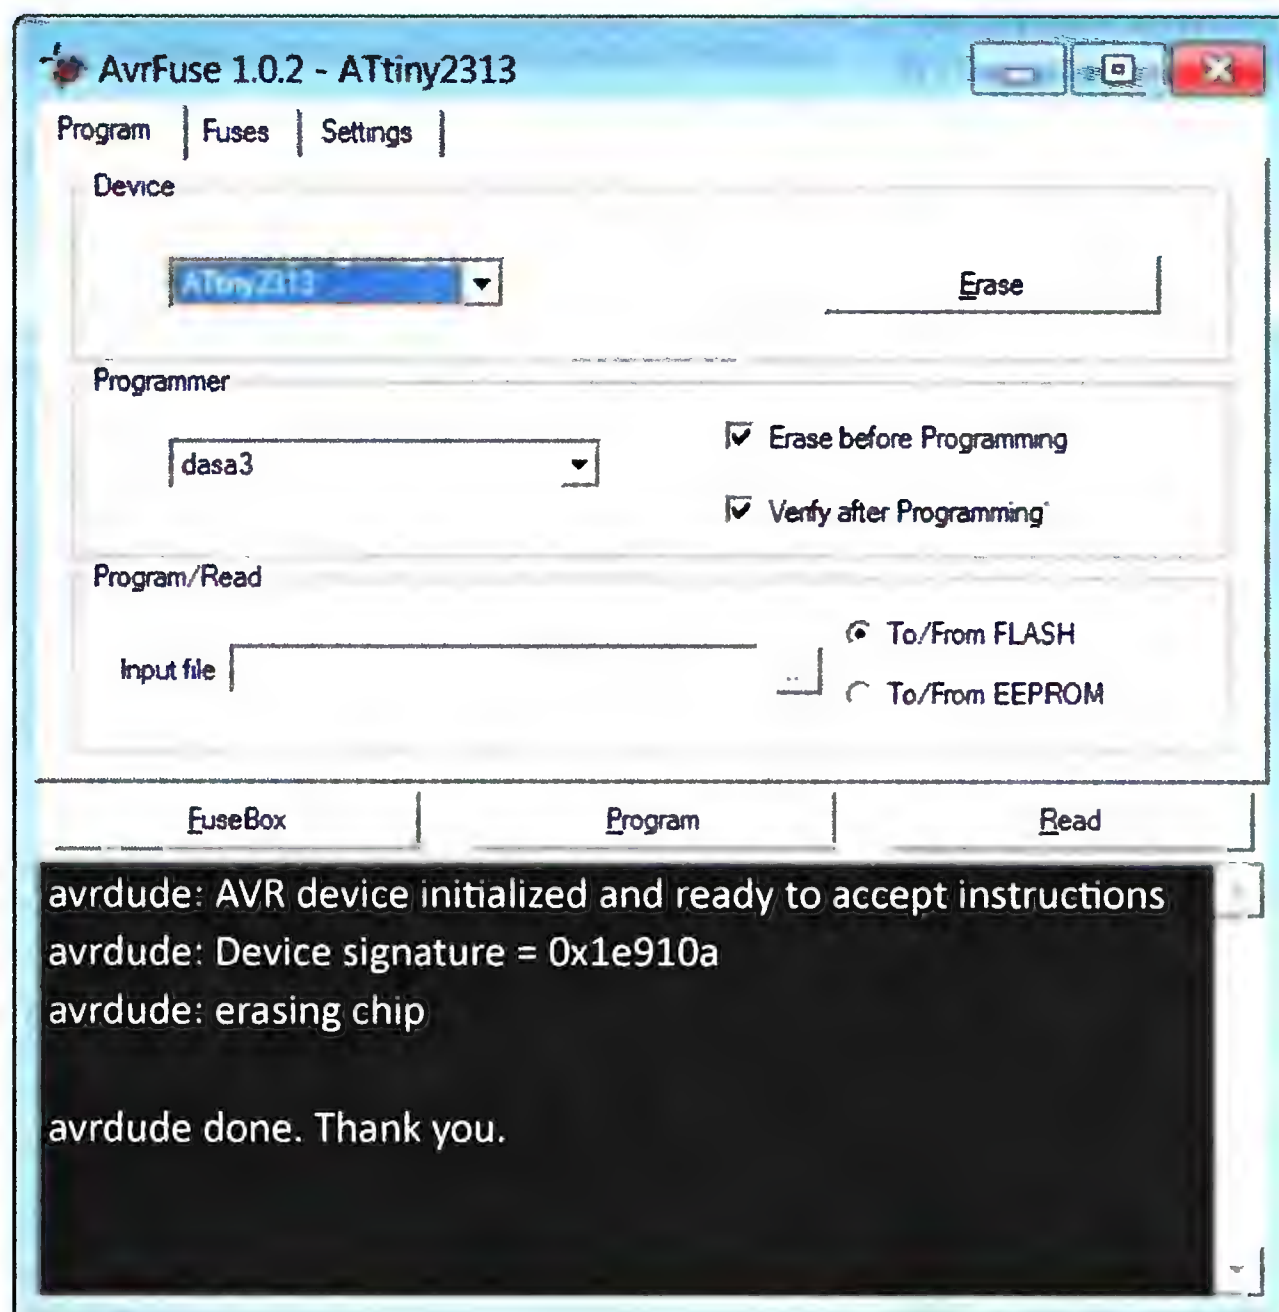 AvrFuse 1.0.2 - ATtiny2313
Program Fuses Settings
Device
ATtiny2313
Erase
Programmer
dasa3
Erase before Programming
Verify after Programming
Program/Read
Input file
..
To/From FLASH
To/From EEPROM
FuseBox Program Read
avrdude: AVR device initialized and ready to accept instructions
avrdude: Device signature = 0x1e910a
avrdude: erasing chip
avrdude done. Thank you.